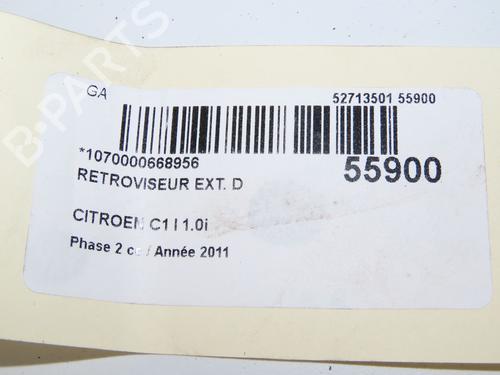 GA
52713501 55900
*1070000668956
55900
RETROVISEUR EXT. D
CITROEN C1 I 1.0i
Phase 2 / Année 2011
B-PARTS